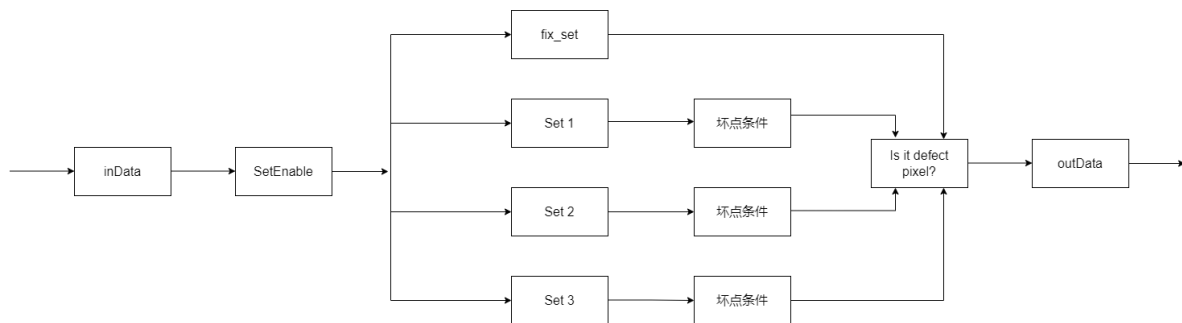 fix_set
Set 1
坏点条件
inData
SetEnable
Is it defect
pixel?
outData
Set 2
坏点条件
Set 3
坏点条件